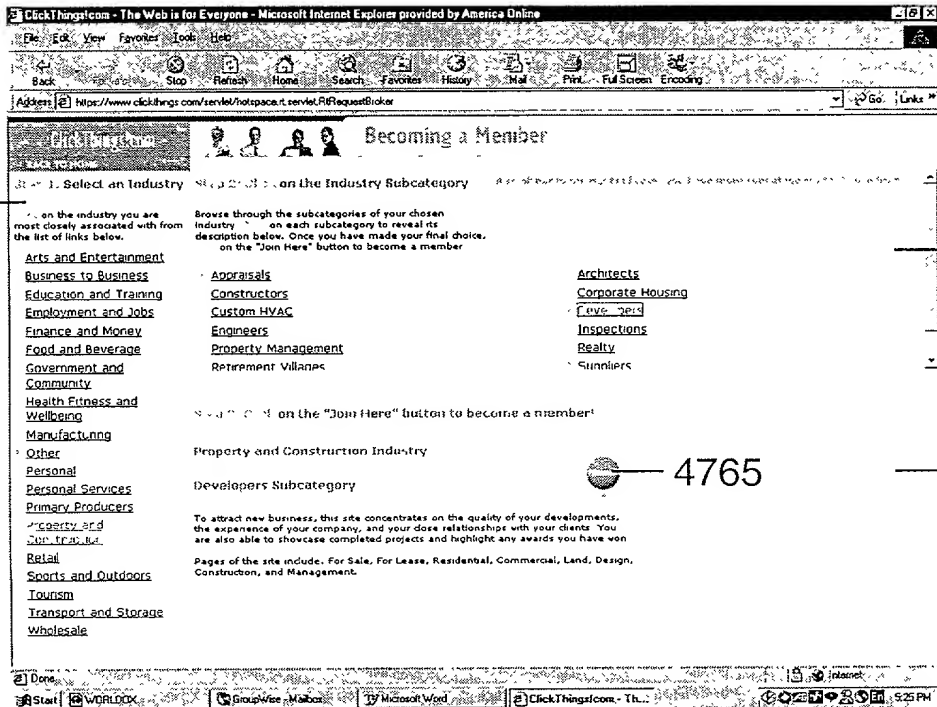 ClickThings!com - The Web is for Everyone - Microsoft Internet Explorer provided by America Online
File Edit View Favorites Tools Help
Back Stop Refresh Home Search Favorites History Mail Print Full Screen Encoding
Address https://www.clickthings.com/servlet/hotspace.rt.servlet.RtRequestBroker Go Links »
ClickThings!com
BACK TO HOME
Becoming a Member
Step 1. Select an Industry
on the Industry Subcategory
on the industry you are
most closely associated with from
the list of links below.
Browse through the subcategories of your chosen
industry on each subcategory to reveal its
description below. Once you have made your final choice,
on the "Join Here" button to become a member
Arts and Entertainment
Business to Business
Education and Training
Employment and Jobs
Finance and Money
Food and Beverage
Government and
Community
Health Fitness and
Wellbeing
Manufacturing
Other
Personal
Personal Services
Primary Producers
Property and
Construction
Retail
Sports and Outdoors
Tourism
Transport and Storage
Wholesale
Appraisals
Constructors
Custom HVAC
Engineers
Property Management
Retirement Villages
Architects
Corporate Housing
Developers
Inspections
Realty
Suppliers
on the "Join Here" button to become a member!
Property and Construction Industry
4765
Developers Subcategory
To attract new business, this site concentrates on the quality of your developments,
the experience of your company, and your close relationships with your clients You
are also able to showcase completed projects and highlight any awards you have won
Pages of the site include. For Sale, For Lease, Residential, Commercial, Land, Design,
Construction, and Management.
Done Internet
Start WORLDOX GroupWise - Mailbox Microsoft Word ClickThings!com - Th... 5:25 PM